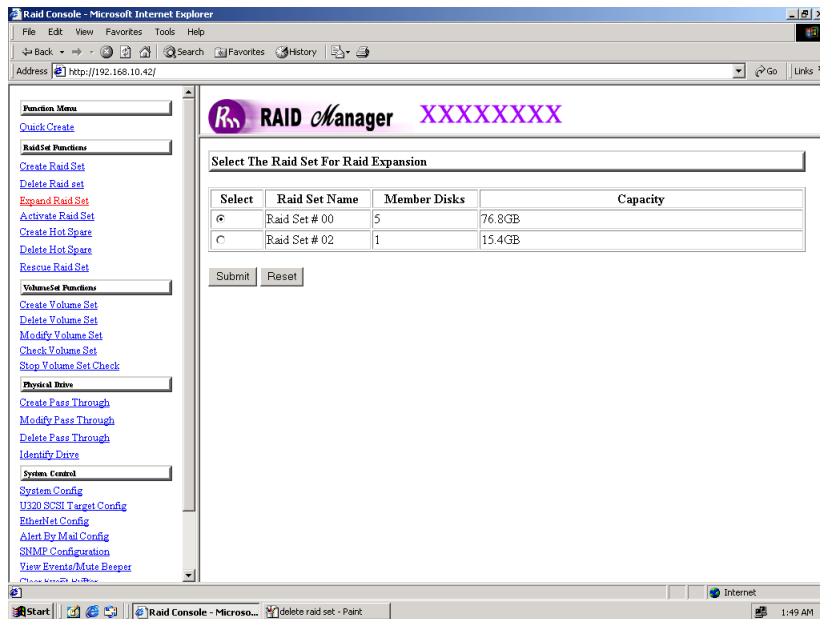 Raid Console - Microsoft Internet Explorer
File Edit View Favorites Tools Help
Back Search Favorites History
Address http://192.168.10.42/ Go Links
Function Menu
Quick Create
RaidSet Functions
Create Raid Set
Delete Raid set
Expand Raid Set
Activate Raid Set
Create Hot Spare
Delete Hot Spare
Rescue Raid Set
VolumeSet Functions
Create Volume Set
Delete Volume Set
Modify Volume Set
Check Volume Set
Stop Volume Set Check
Physical Drive
Create Pass Through
Modify Pass Through
Delete Pass Through
Identify Drive
System Control
System Config
U320 SCSI Target Config
EtherNet Config
Alert By Mail Config
SNMP Configuration
View Events/Mute Beeper
Clear Event Buffer
RAID Manager XXXXXXXX
Select The Raid Set For Raid Expansion
Select Raid Set Name Member Disks Capacity
Raid Set # 00 5 76.8GB
Raid Set # 02 1 15.4GB
Submit Reset
Internet
Start Raid Console - Microso... delete raid set - Paint 1:49 AM